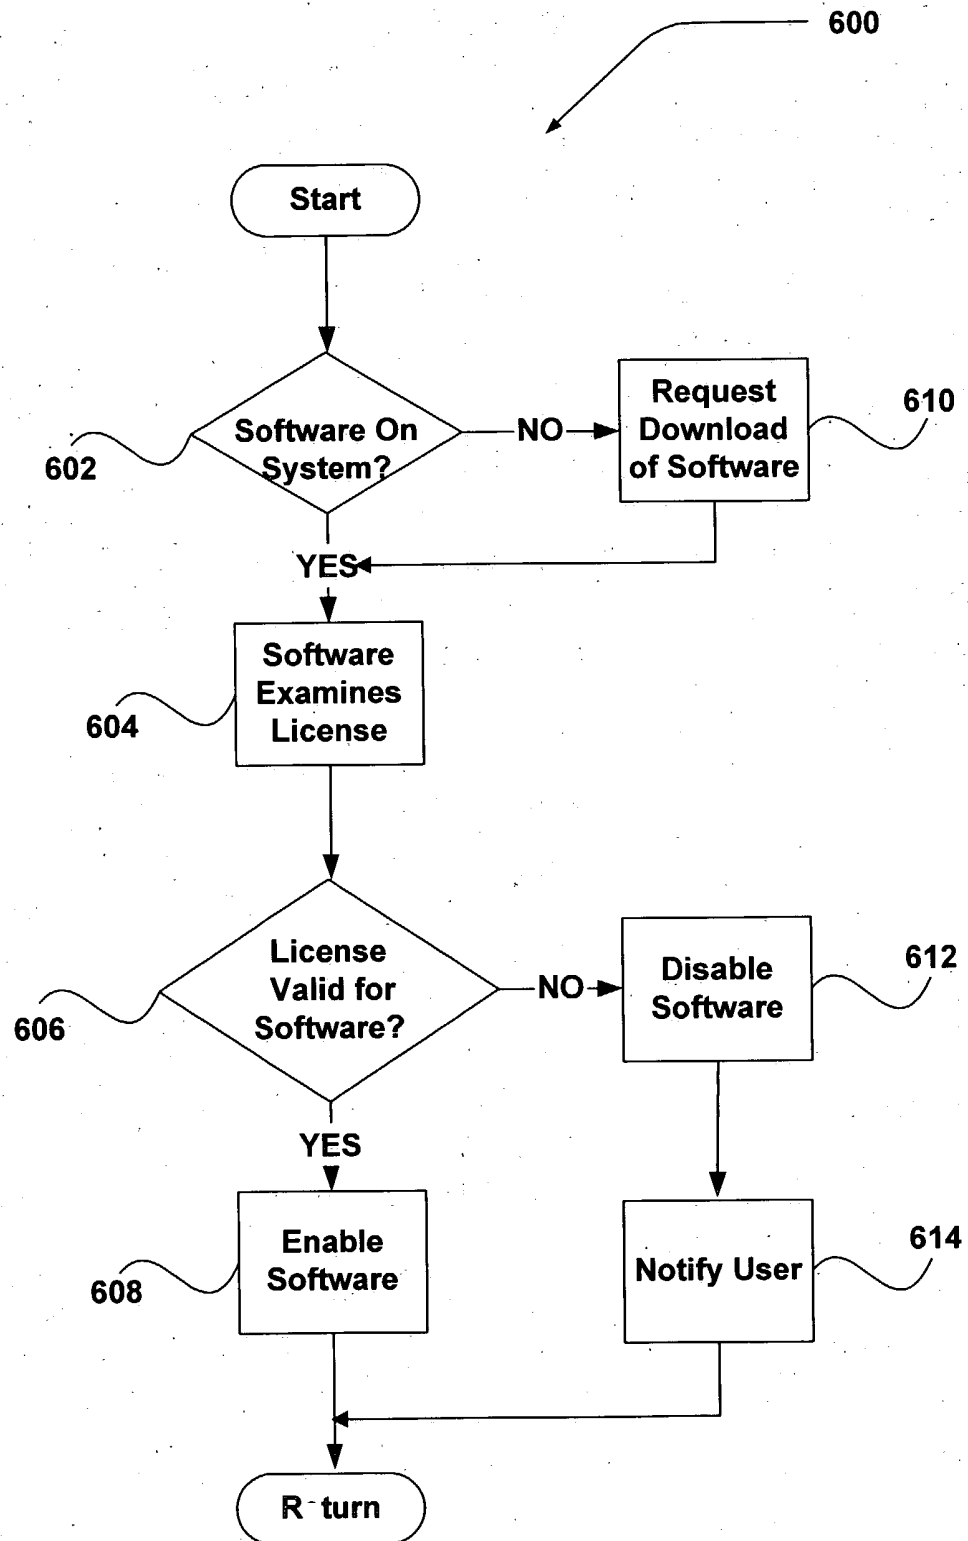 600
Start
Software On
System?
602
NO
Request
Download
of Software
610
YES
Software
Examines
License
604
License
Valid for
Software?
606
NO
Disable
Software
612
YES
Enable
Software
608
Notify User
614
R turn